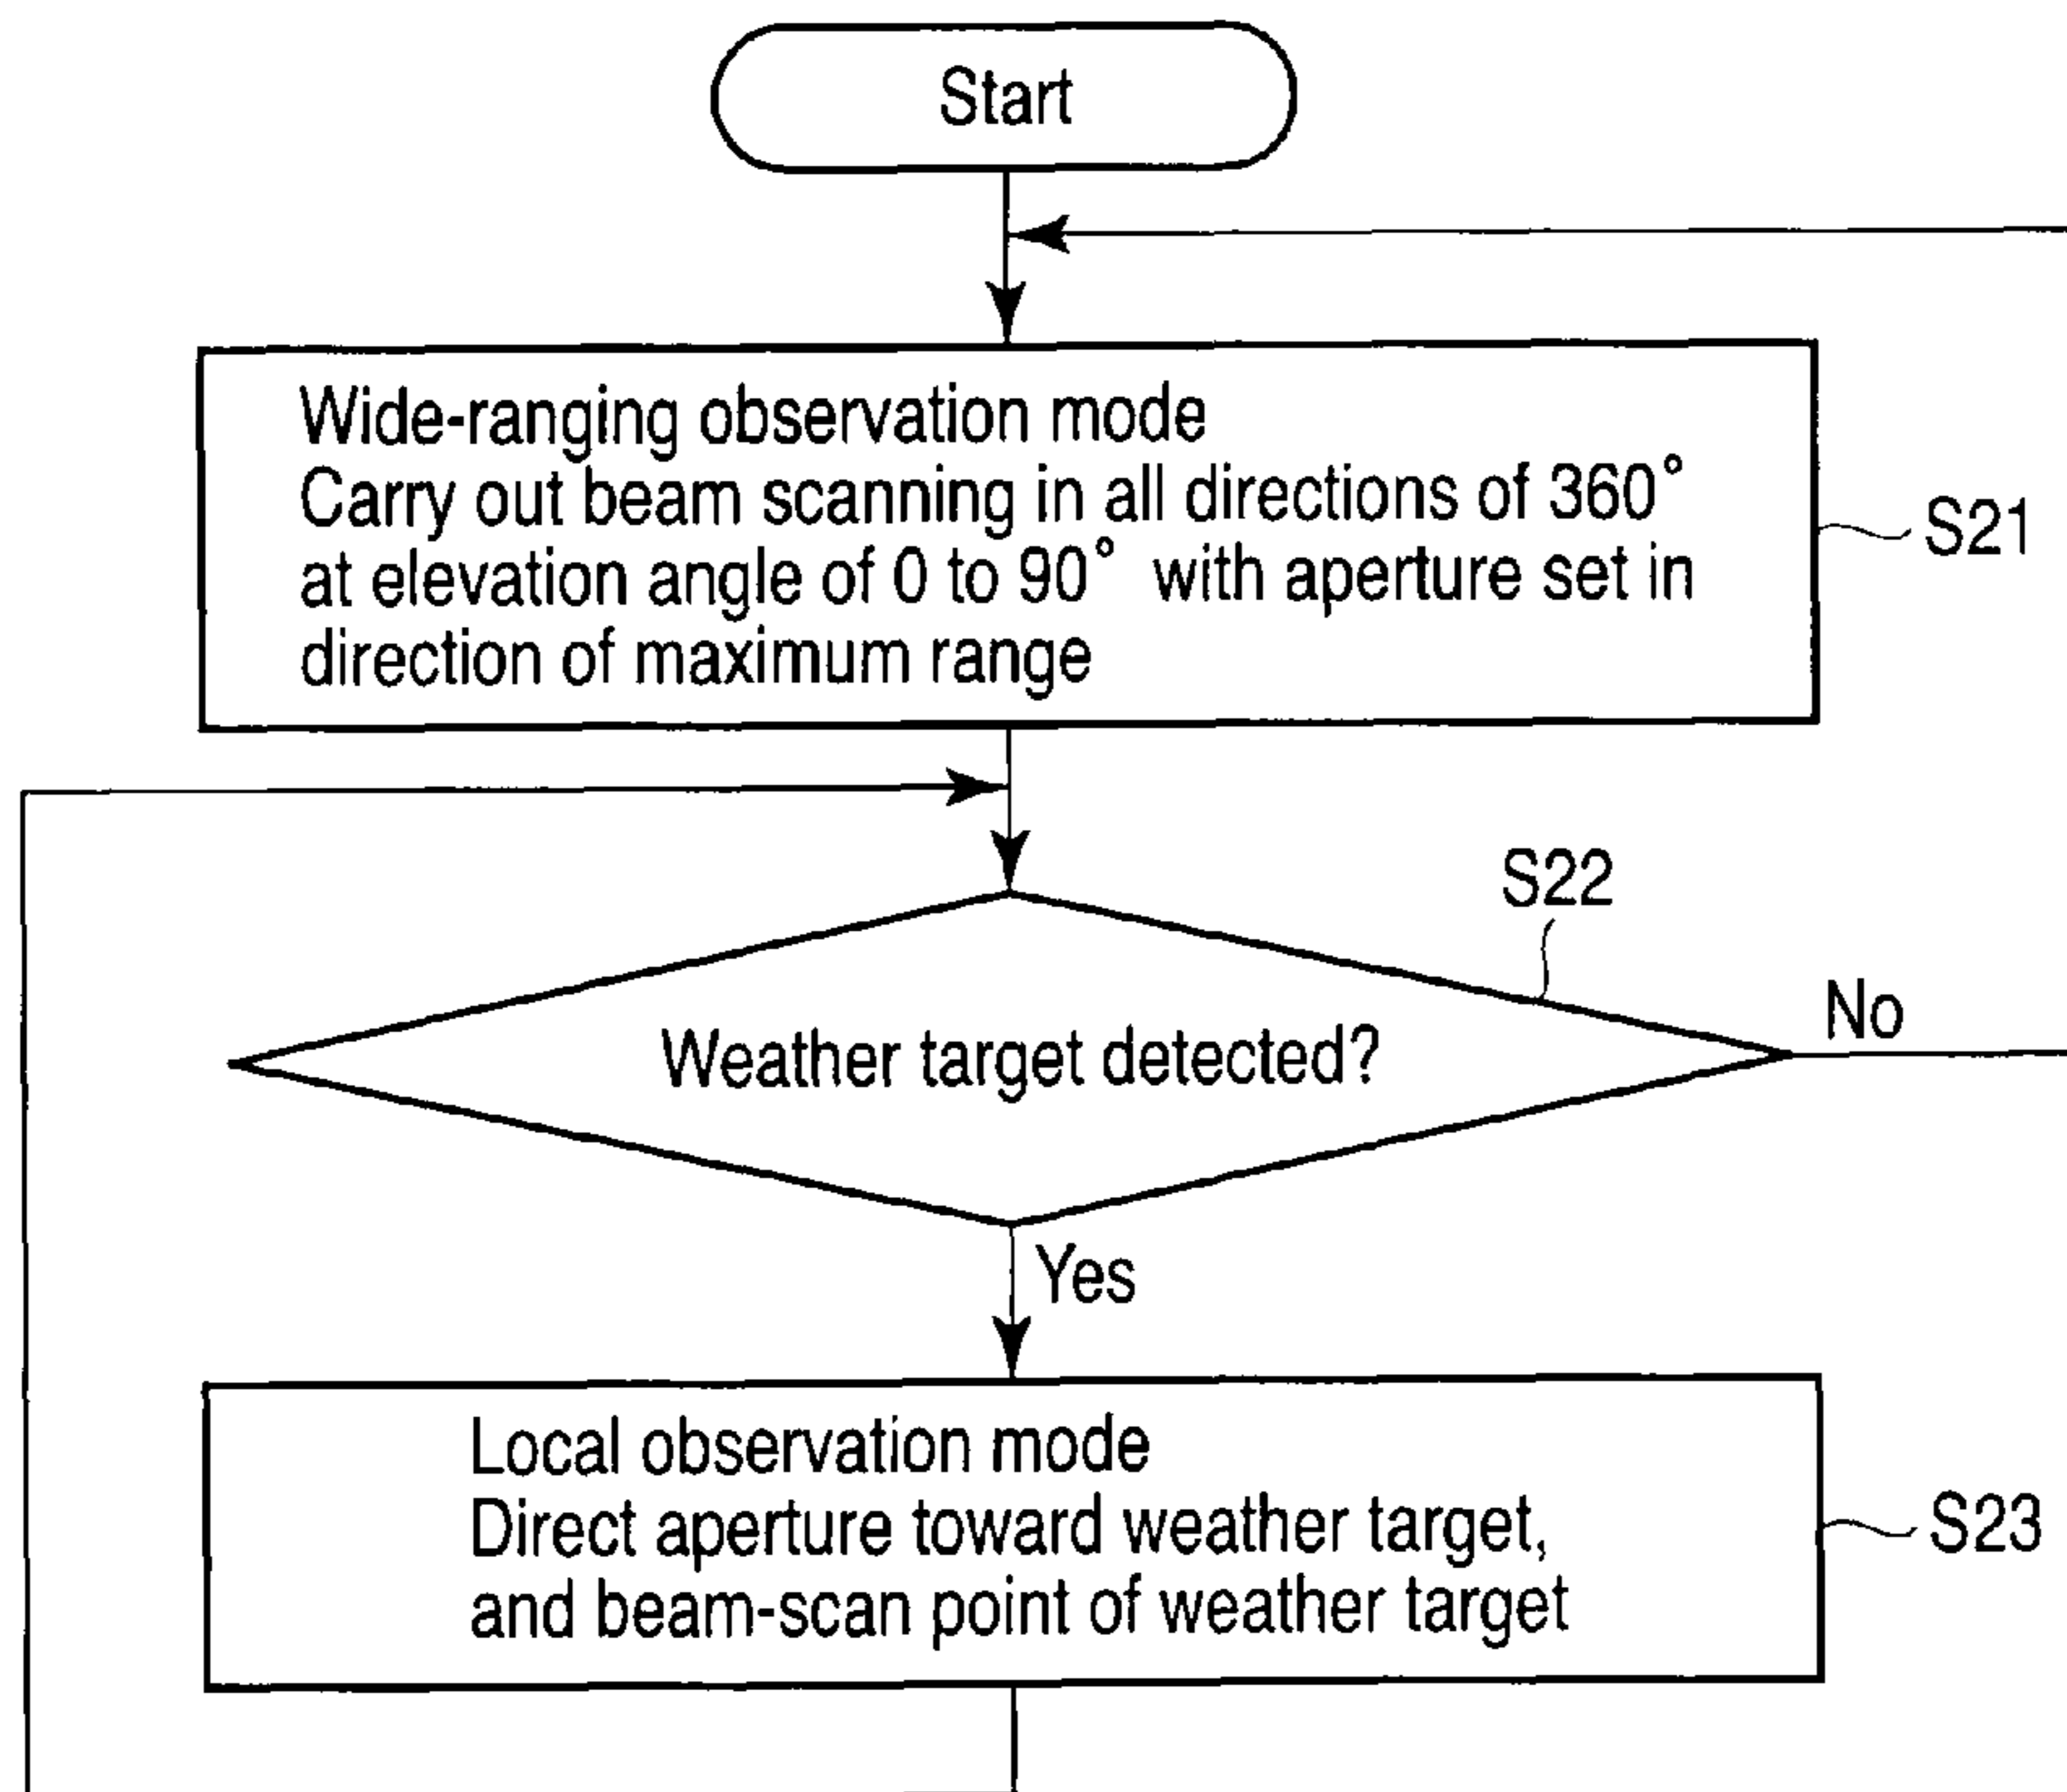 Start
Wide-ranging observation mode
Carry out beam scanning in all directions of 360°
at elevation angle of 0 to 90° with aperture set in
direction of maximum range
S21
S22
Weather target detected?
No
Yes
Local observation mode
Direct aperture toward weather target,
and beam-scan point of weather target
S23